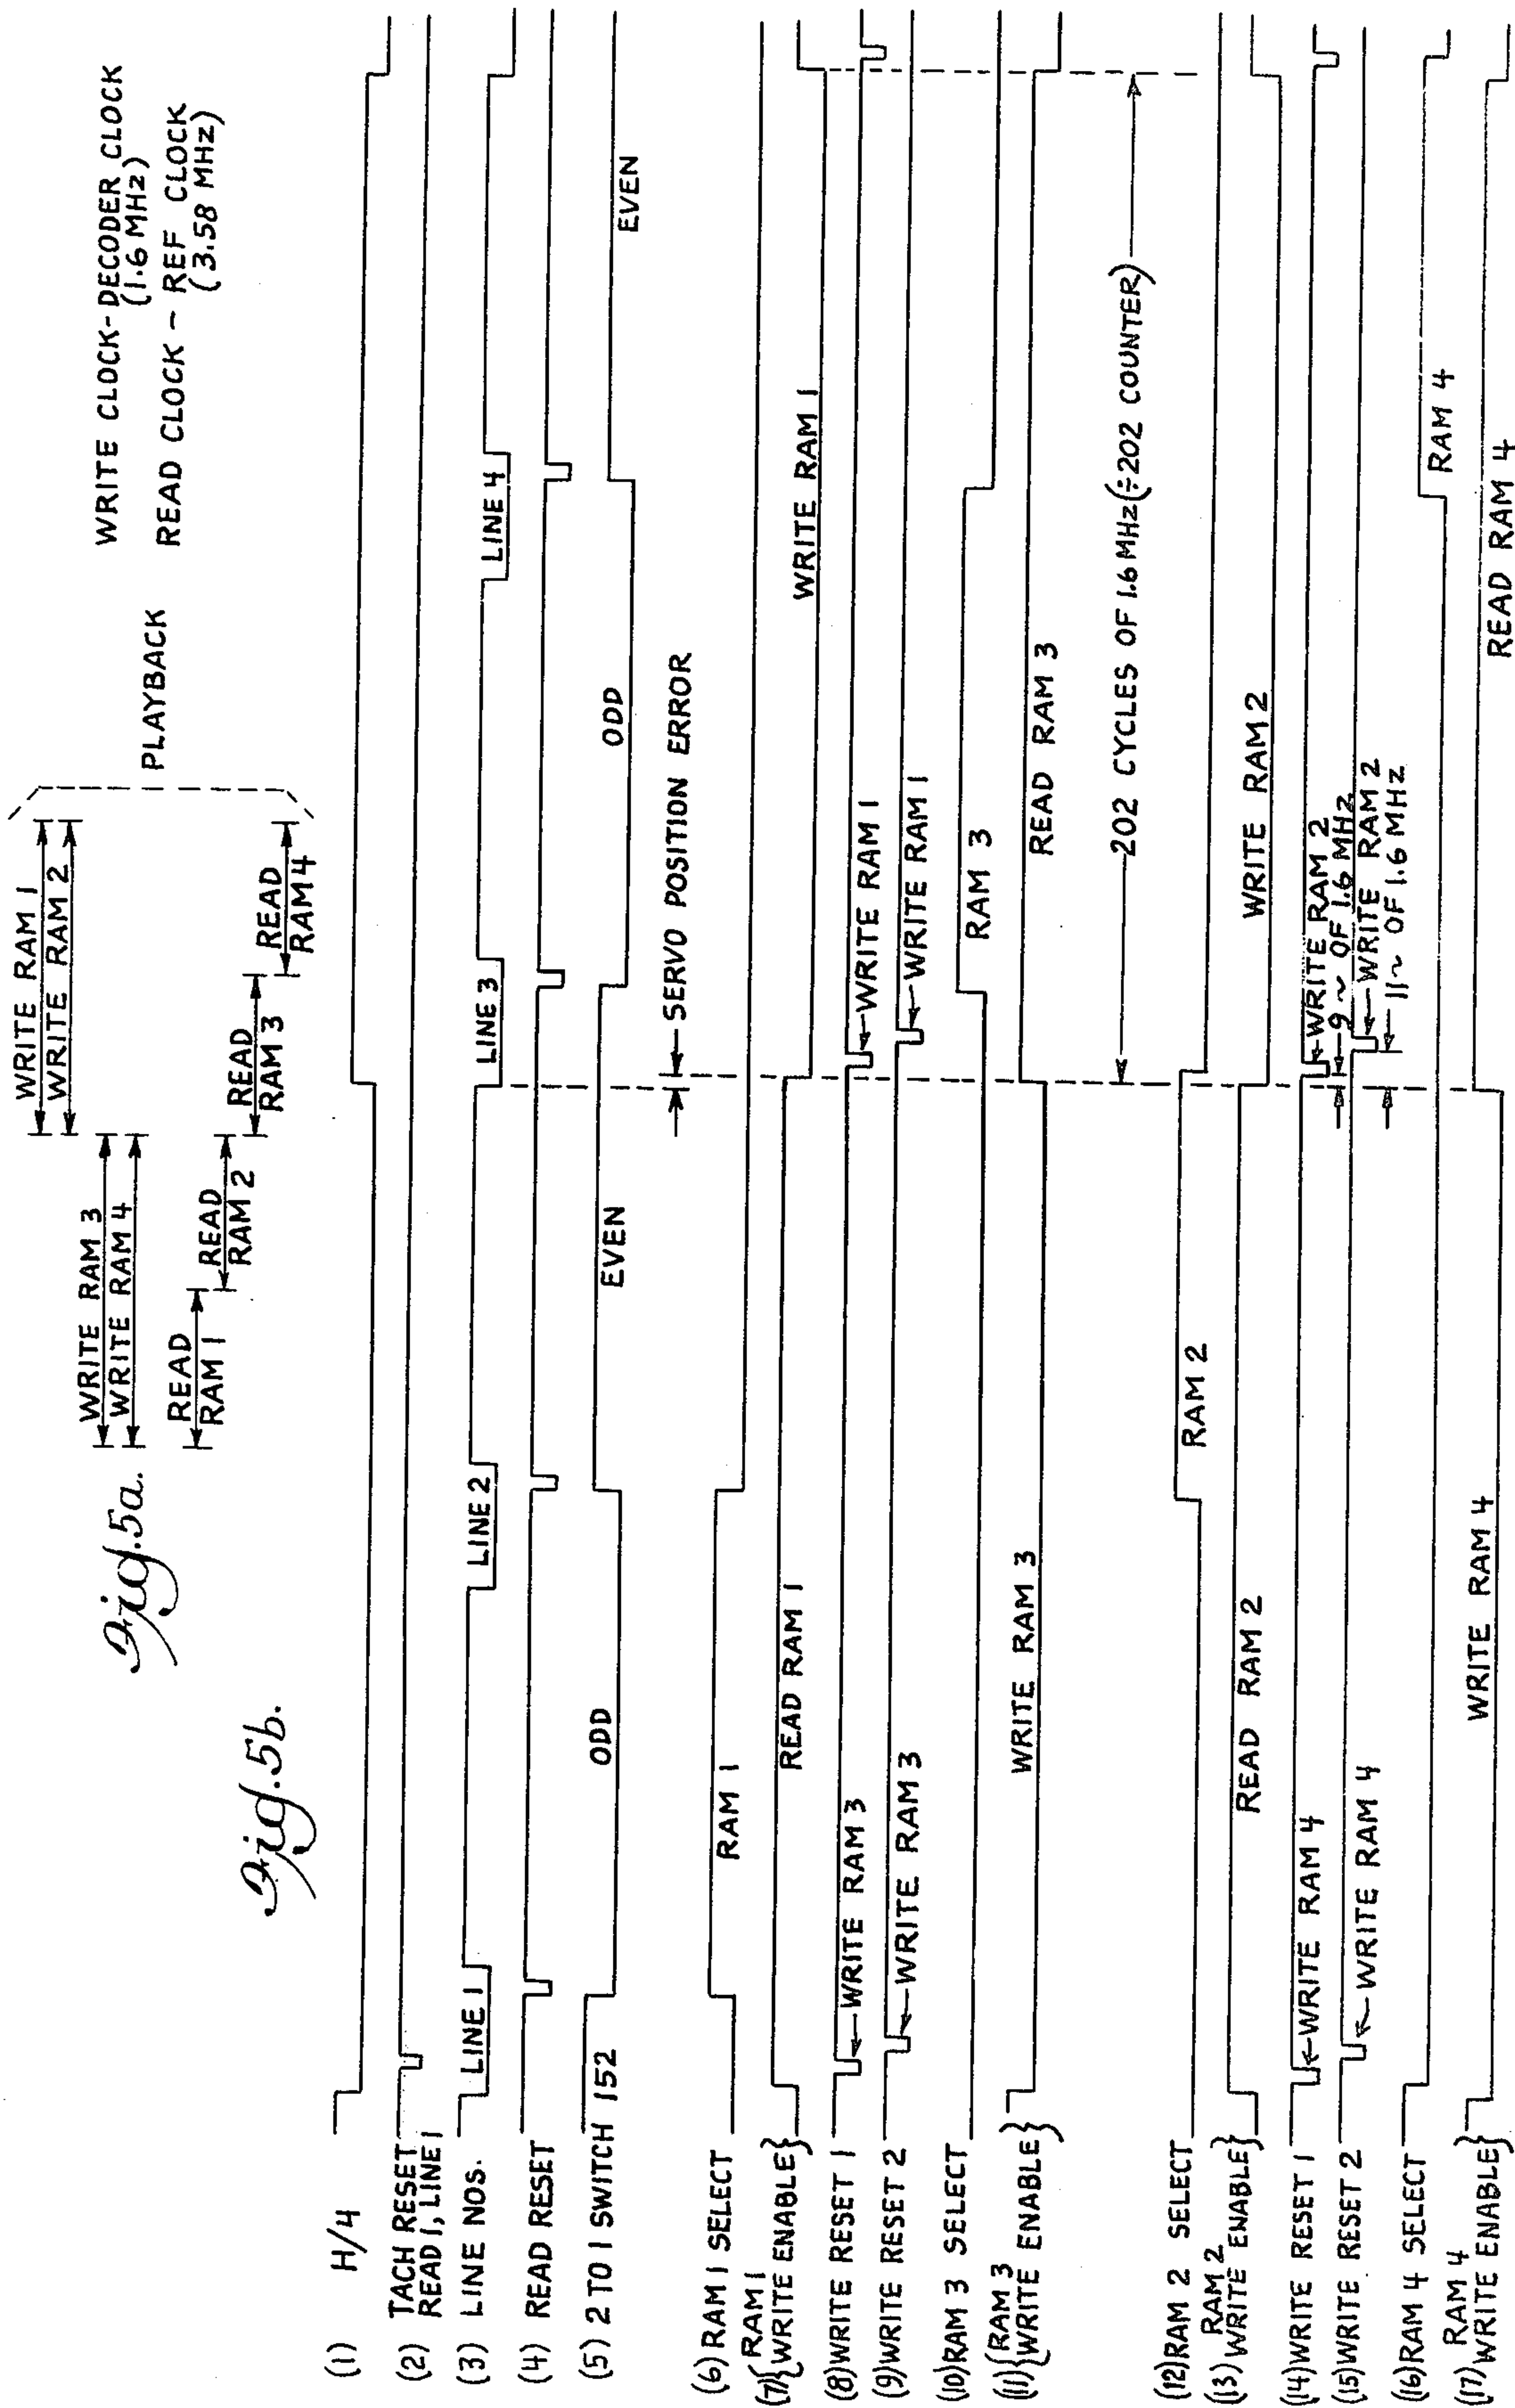 Fig. 5a.
WRITE RAM 1
WRITE RAM 2
WRITE RAM 3
WRITE RAM 4
READ
RAM 1
READ
RAM 2
READ
RAM 3
READ
RAM 4
PLAYBACK
WRITE CLOCK-DECODER CLOCK
(1.6 MHz)
READ CLOCK - REF CLOCK
(3.58 MHz)
Fig. 5b.
(1) H/4
(2) TACH RESET
READ 1, LINE 1
(3) LINE NOS.
LINE 1
LINE 2
LINE 3
LINE 4
(4) READ RESET
(5) 2 TO 1 SWITCH 152
ODD
EVEN
ODD
EVEN
SERVO POSITION ERROR
(6) RAM 1 SELECT
RAM 1
(7) {RAM 1
WRITE ENABLE}
READ RAM 1
WRITE RAM 1
(8) WRITE RESET 1
WRITE RAM 3
WRITE RAM 1
(9) WRITE RESET 2
WRITE RAM 3
WRITE RAM 1
(10) RAM 3 SELECT
RAM 3
(11) {RAM 3
WRITE ENABLE}
WRITE RAM 3
READ RAM 3
202 CYCLES OF 1.6 MHz (÷202 COUNTER)
(12) RAM 2 SELECT
RAM 2
(13) RAM 2
WRITE ENABLE}
READ RAM 2
WRITE RAM 2
(14) WRITE RESET 1
WRITE RAM 4
WRITE RAM 2
9 ~ OF 1.6 MHz
(15) WRITE RESET 2
WRITE RAM 4
WRITE RAM 2
11 ~ OF 1.6 MHz
(16) RAM 4 SELECT
RAM 4
(17) RAM 4
WRITE ENABLE}
WRITE RAM 4
READ RAM 4